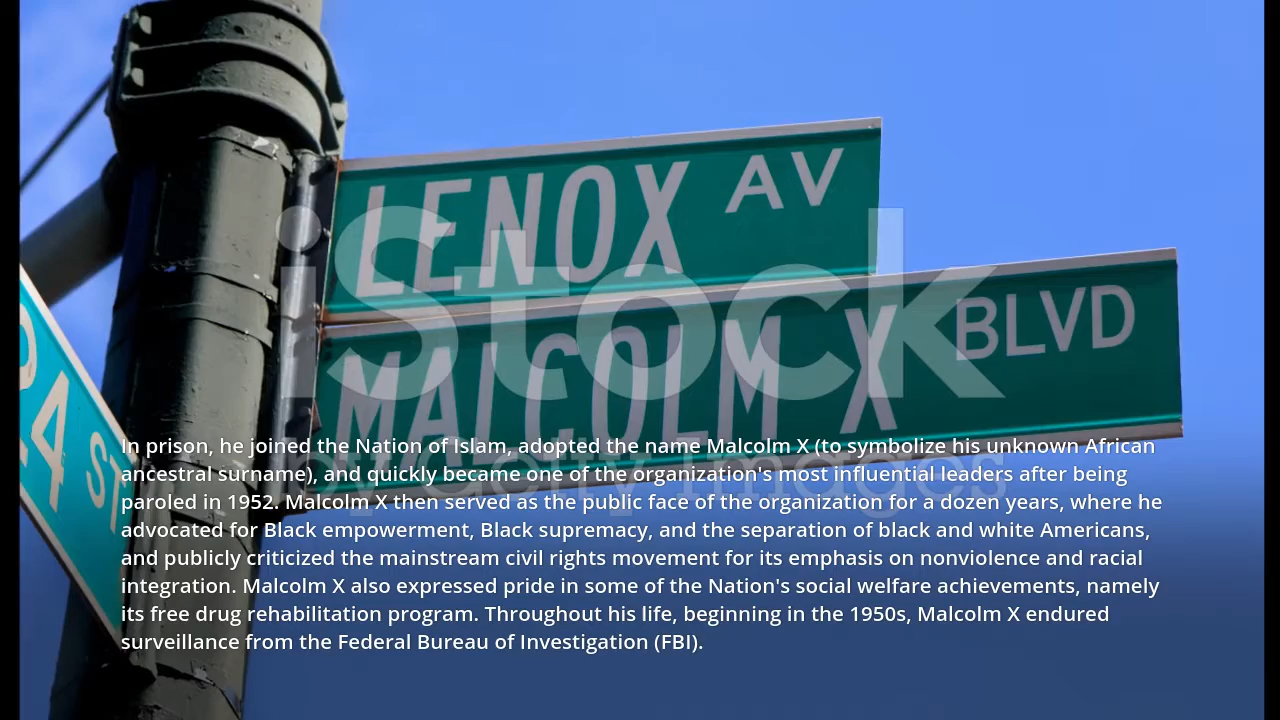 LENOX AV
iStock
MALCOLM X BLVD
24 ST
In prison, he joined the Nation of Islam, adopted the name Malcolm X (to symbolize his unknown African
ancestral surname), and quickly became one of the organization's most influential leaders after being
paroled in 1952. Malcolm X then served as the public face of the organization for a dozen years, where he
advocated for Black empowerment, Black supremacy, and the separation of black and white Americans,
and publicly criticized the mainstream civil rights movement for its emphasis on nonviolence and racial
integration. Malcolm X also expressed pride in some of the Nation's social welfare achievements, namely
its free drug rehabilitation program. Throughout his life, beginning in the 1950s, Malcolm X endured
surveillance from the Federal Bureau of Investigation (FBI).